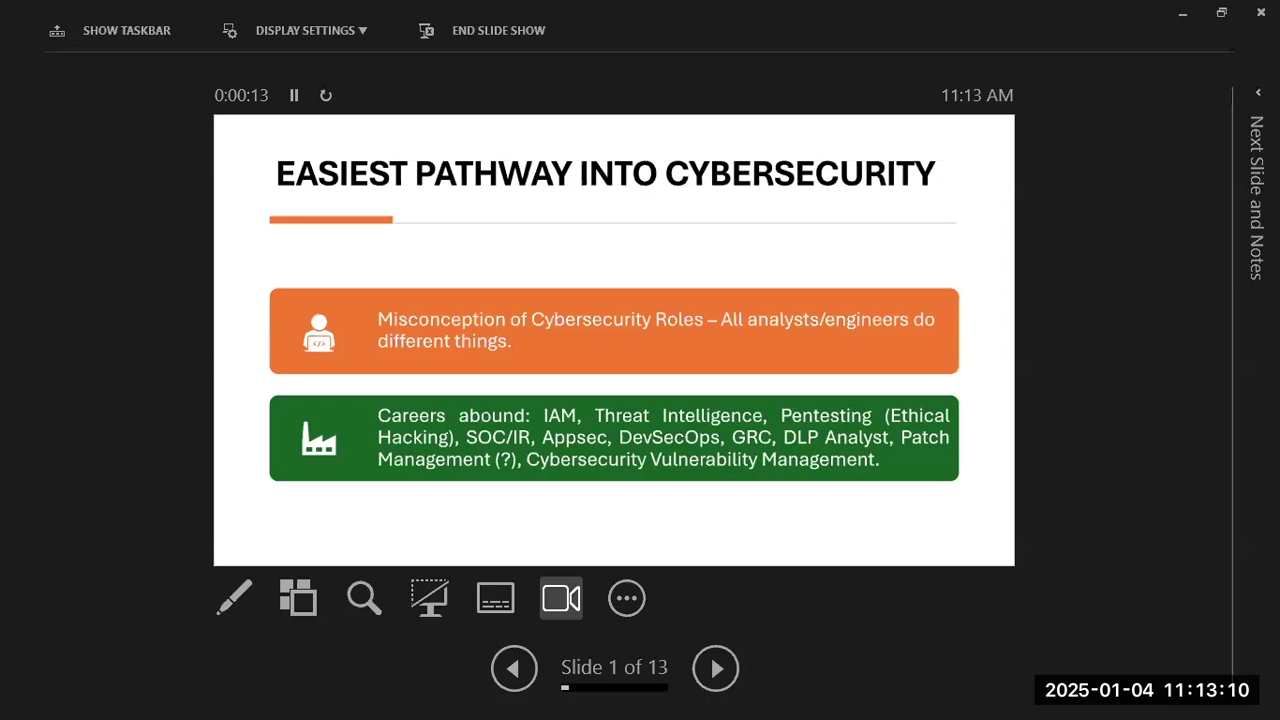 SHOW TASKBAR
DISPLAY SETTINGS
END SLIDE SHOW
0:00:13
11:13 AM
EASIEST PATHWAY INTO CYBERSECURITY
Misconception of Cybersecurity Roles – All analysts/engineers do
different things.
Careers abound: IAM, Threat Intelligence, Pentesting (Ethical
Hacking), SOC/IR, Appsec, DevSecOps, GRC, DLP Analyst, Patch
Management (?), Cybersecurity Vulnerability Management.
Slide 1 of 13
Next Slide and Notes
2025-01-04 11:13:10